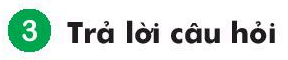 3 Trả lời câu hỏi